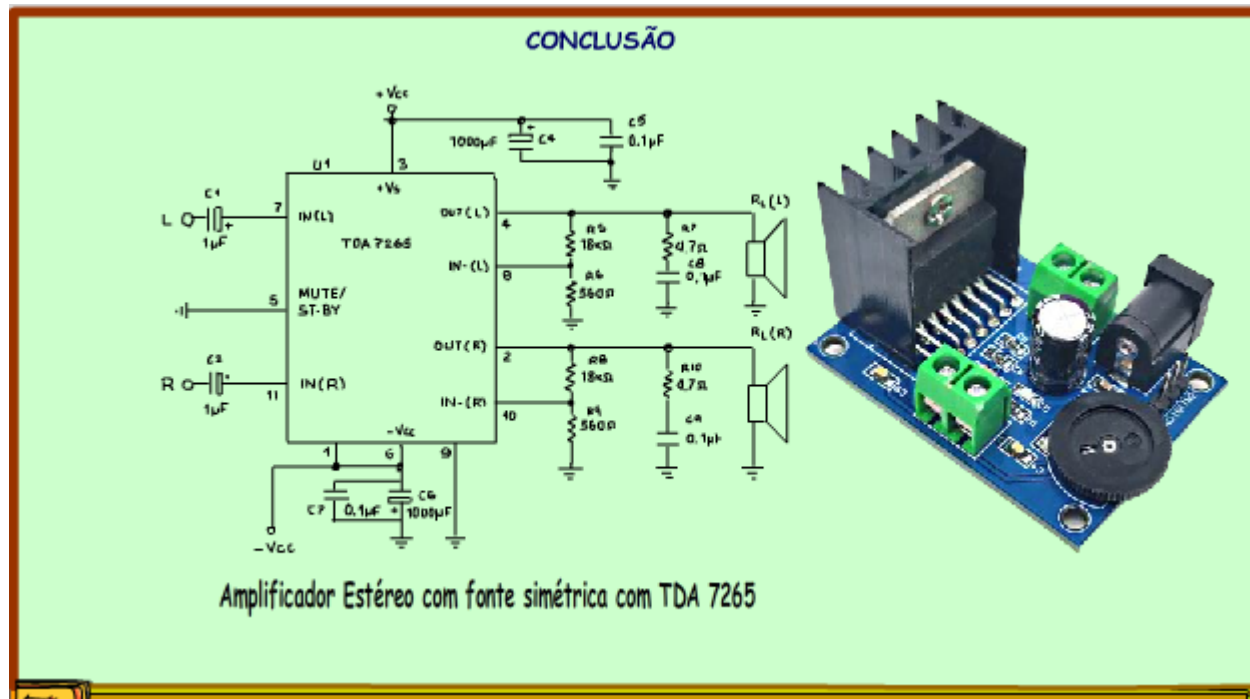 CONCLUSÃO
+Vcc
1000µF C4
C5
0.1µF
U1
3
+Vs
C1
L
1µF
7
IN(L)
TDA 7265
OUT(L)
4
R5
18kΩ
IN-(L)
8
R6
560Ω
R7
4.7Ω
C8
0,1µF
RL(L)
5
MUTE/
ST-BY
OUT(R)
2
R8
18kΩ
R10
4.7Ω
RL(R)
R
1µF
11
IN(R)
IN-(R)
10
560Ω
C9
0.1µF
-Vcc
1
6
9
C7 0.1µF
C6
+ 1000µF
-Vcc
Amplificador Estéreo com fonte simétrica com TDA 7265